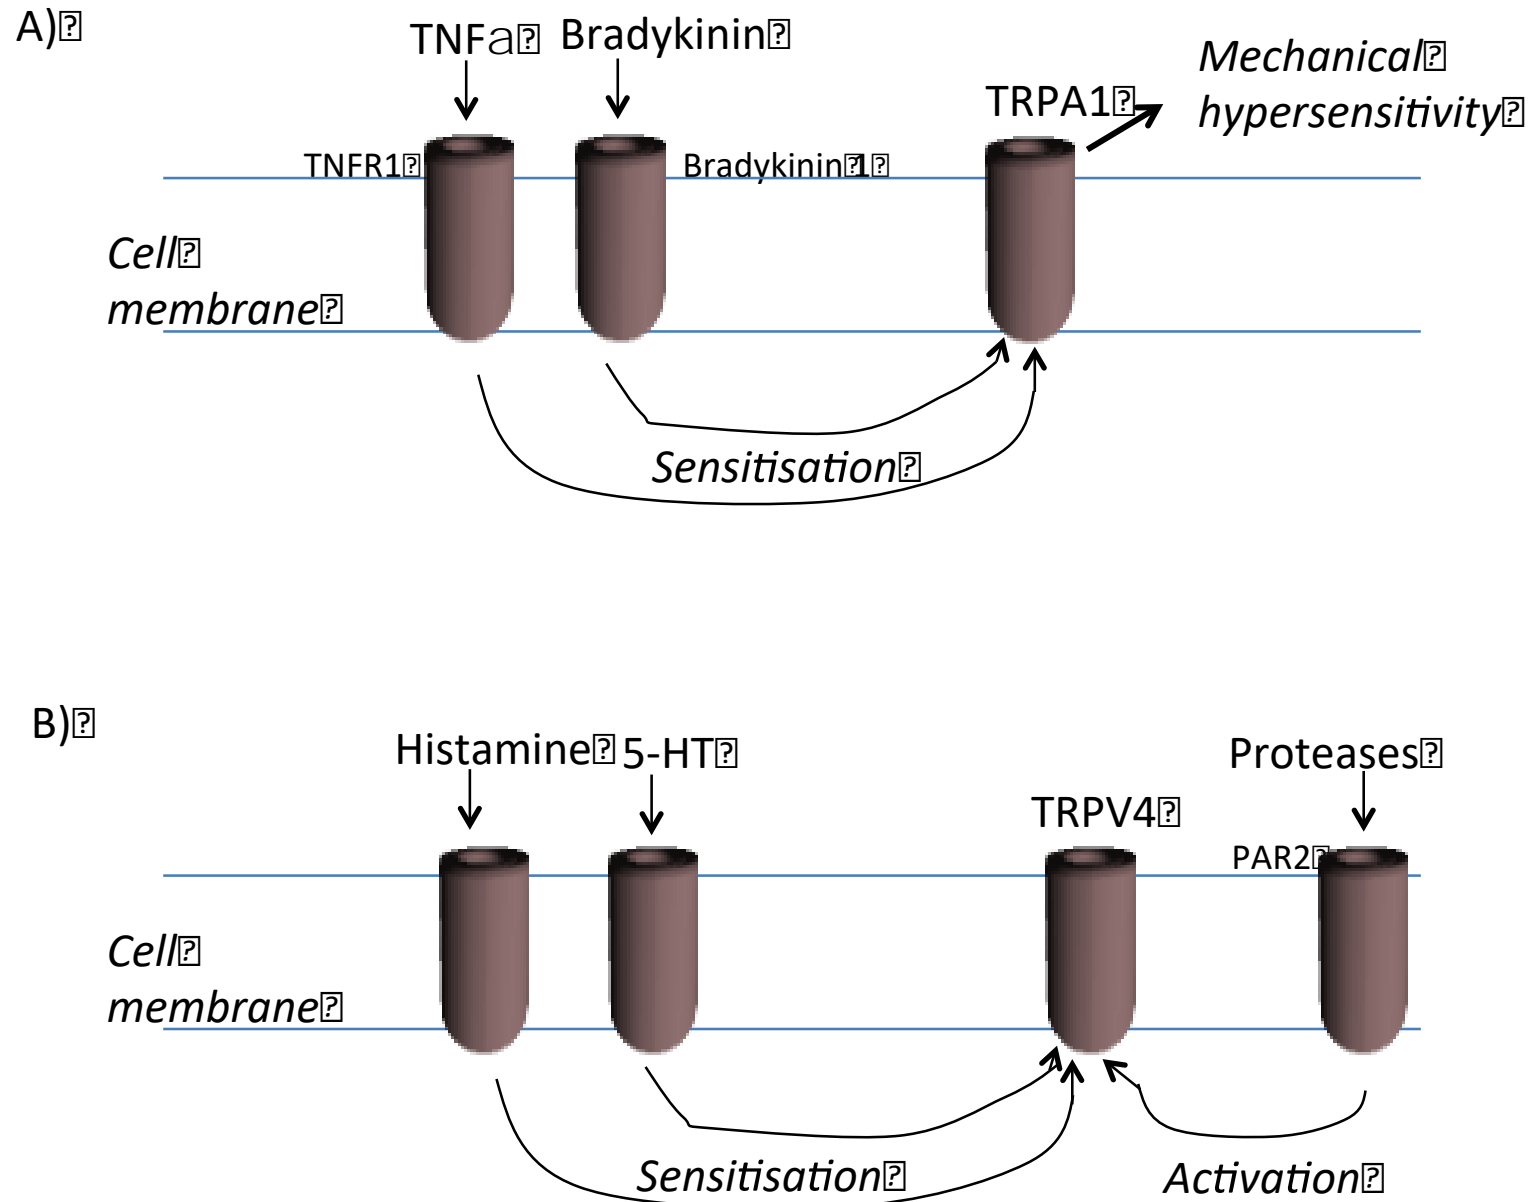 A)
TNFa Bradykinin
Mechanical
hypersensitivity
TRPA1
TNFR1 Bradykinin 1
Cell
membrane
Sensitisation
B)
Histamine 5-HT
Proteases
TRPV4
PAR2
Cell
membrane
Sensitisation
Activation